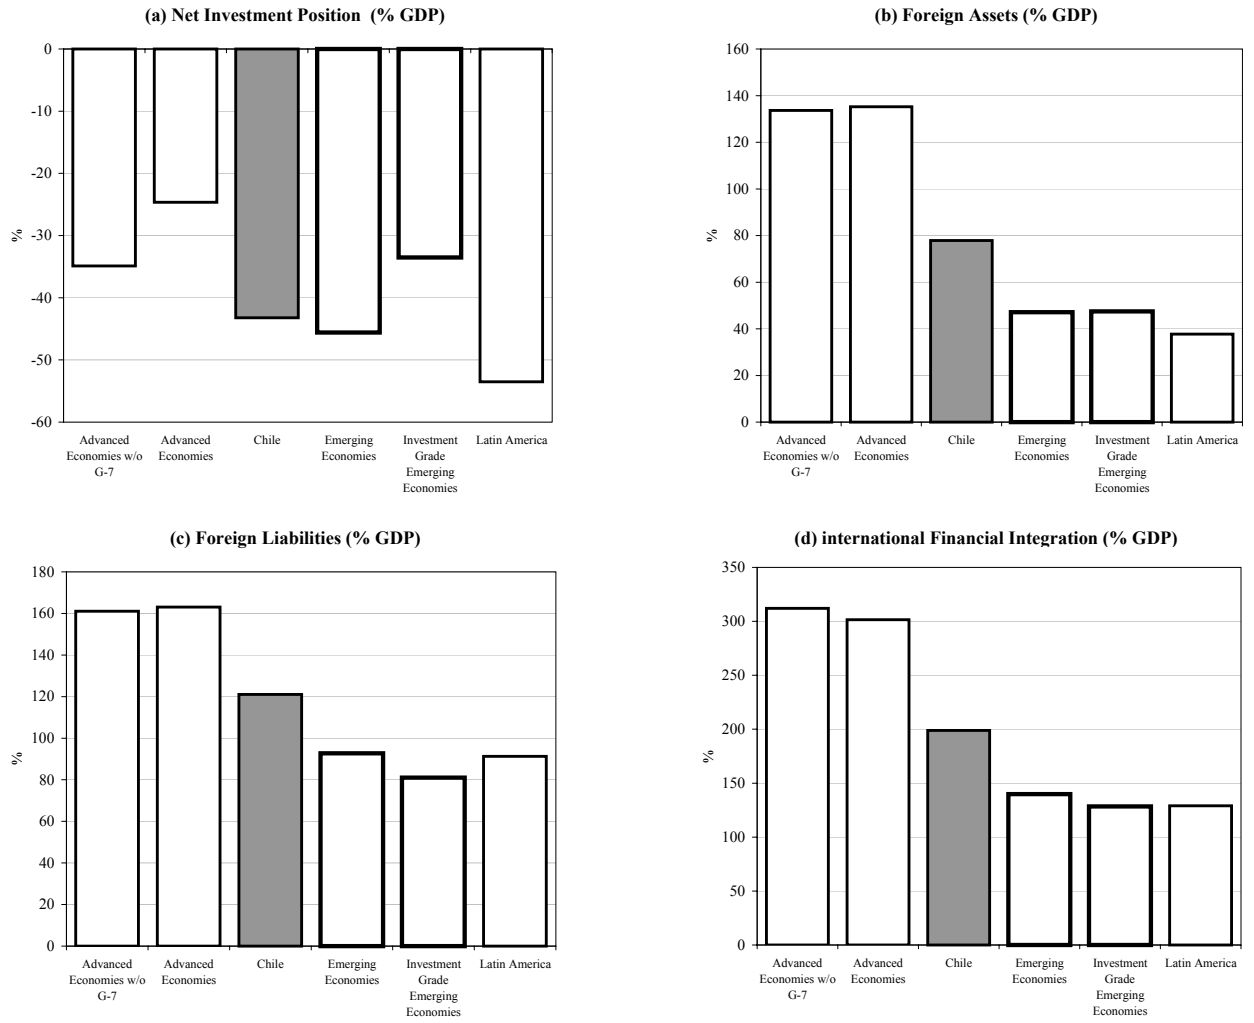 (a) Net Investment Position (% GDP)
0
-10
-20
-30
-40
-50
-60
%
Advanced
Economies w/o
G-7
Advanced
Economies
Chile
Emerging
Economies
Investment
Grade
Emerging
Economies
Latin America
(b) Foreign Assets (% GDP)
160
140
120
100
80
60
40
20
0
%
Advanced
Economies w/o
G-7
Advanced
Economies
Chile
Emerging
Economies
Investment
Grade
Emerging
Economies
Latin America
(c) Foreign Liabilities (% GDP)
180
160
140
120
100
80
60
40
20
0
%
Advanced
Economies w/o
G-7
Advanced
Economies
Chile
Emerging
Economies
Investment
Grade
Emerging
Economies
Latin America
(d) international Financial Integration (% GDP)
350
300
250
200
150
100
50
0
%
Advanced
Economies w/o
G-7
Advanced
Economies
Chile
Emerging
Economies
Investment
Grade
Emerging
Economies
Latin America